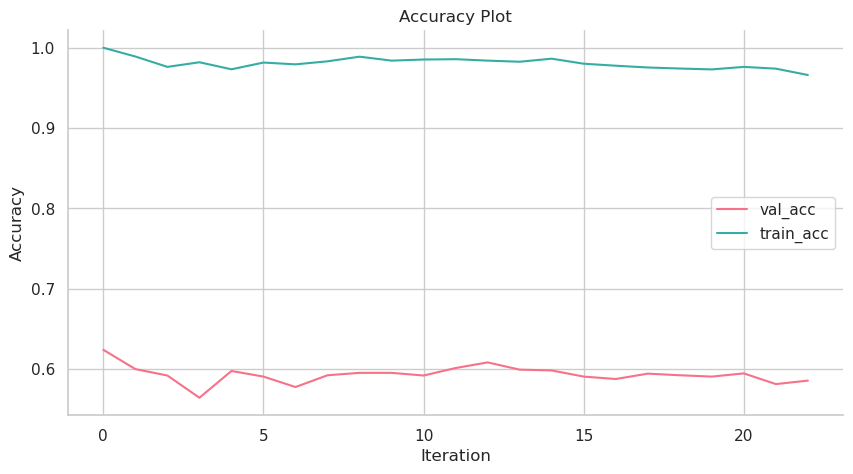 Accuracy Plot
1.0
0.9
0.8
0.7
0.6
Accuracy
val_acc
train_acc
0 5 10 15 20
Iteration